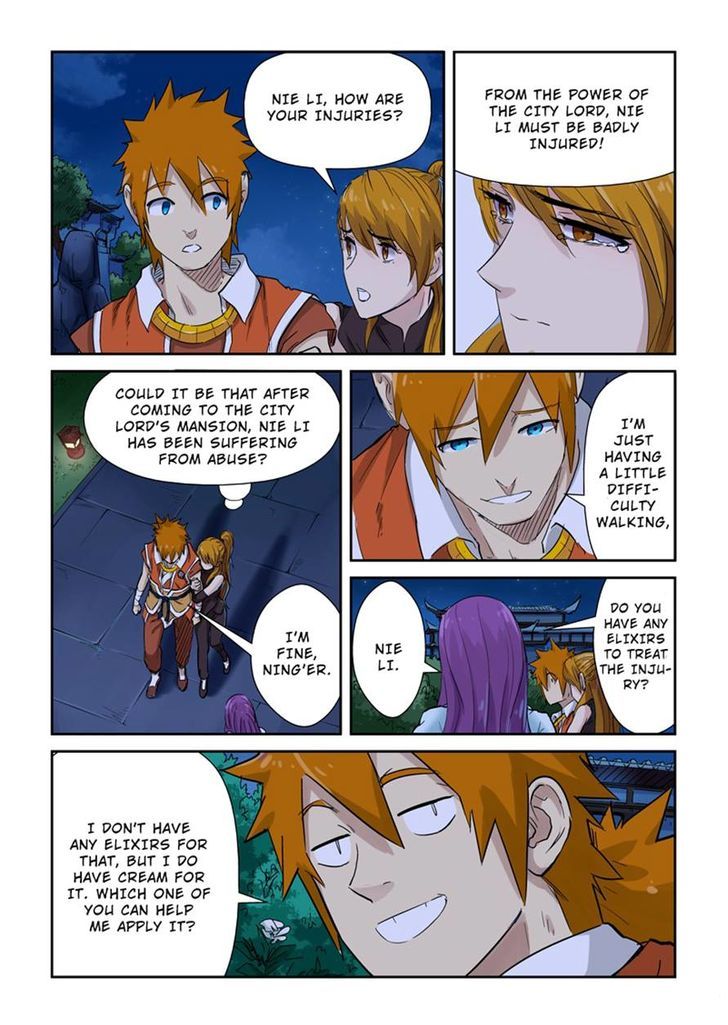 NIE LI, HOW ARE
YOUR INJURIES?
FROM THE POWER OF
THE CITY LORD, NIE
LI MUST BE BADLY
INJURED!
COULD IT BE THAT AFTER
COMING TO THE CITY
LORD'S MANSION, NIE LI
HAS BEEN SUFFERING
FROM ABUSE?
I'M
FINE,
NING'ER.
I'M
JUST
HAVING
A LITTLE
DIFFI-
CULTY
WALKING,
NIE
LI.
DO YOU
HAVE ANY
ELIXIRS
TO TREAT
THE INJU-
RY?
I DON'T HAVE
ANY ELIXIRS FOR
THAT, BUT I DO
HAVE CREAM FOR
IT. WHICH ONE OF
YOU CAN HELP
ME APPLY IT?